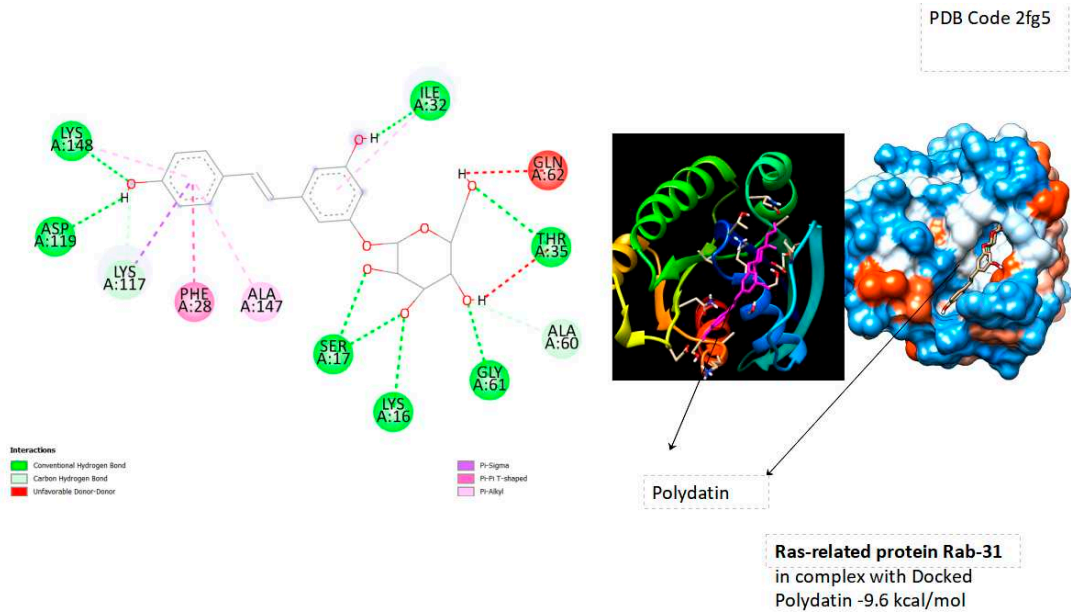 PDB Code 2fg5
ILE
A:32
LYS
A:148
H
O
GLN
A:62
H
O
O
H
ASP
A:119
O
THR
A:35
LYS
A:117
O
O
PHE
A:28
ALA
A:147
O
H
O
ALA
A:60
SER
A:17
GLY
A:61
LYS
A:16
Interactions
Conventional Hydrogen Bond
Carbon Hydrogen Bond
Unfavorable Donor-Donor
Pi-Sigma
Pi-Pi T-shaped
Pi-Alkyl
Polydatin
Ras-related protein Rab-31
in complex with Docked
Polydatin -9.6 kcal/mol